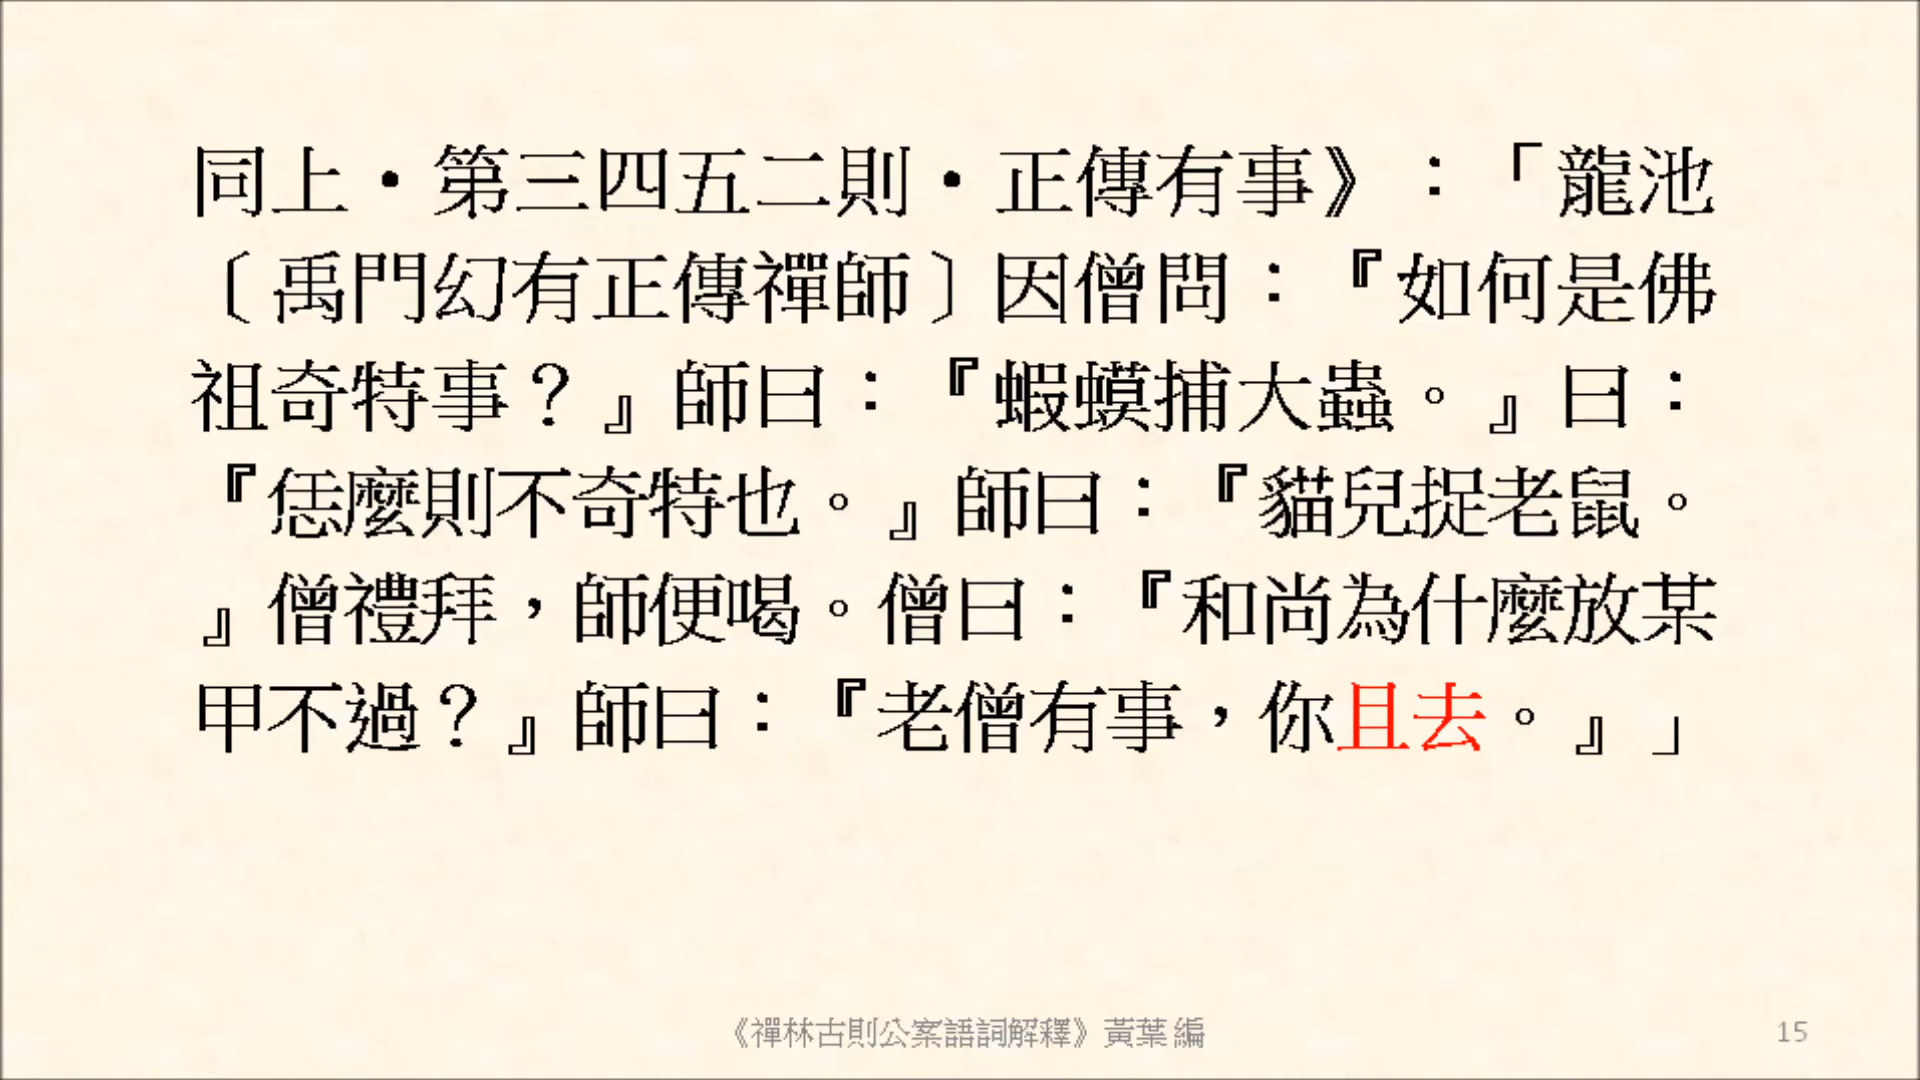 同上·第三四五二則·正傳有事》：「龍池
〔禹門幻有正傳禪師〕因僧問：『如何是佛
祖奇特事？』師曰：『蝦蟆捕大蟲。』曰：
『恁麼則不奇特也。』師曰：『貓兒捉老鼠。
』僧禮拜，師便喝。僧曰：『和尚為什麼放某
甲不過？』師曰：『老僧有事，你且去。』」
《禪林古則公案語詞解釋》黃葉 編
15